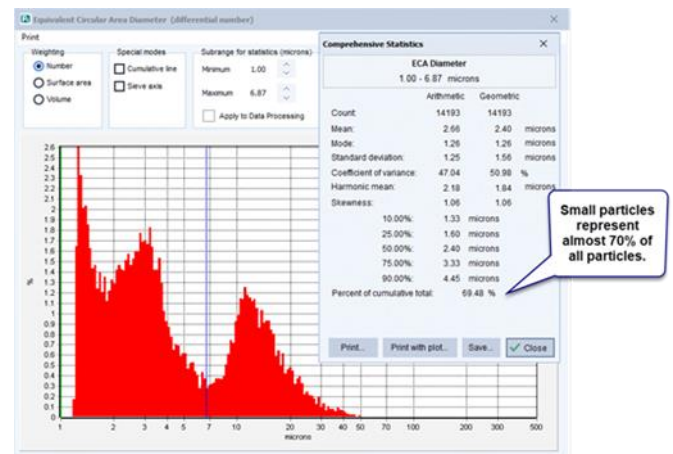 Equivalent Circular Area Diameter (differential number)
Print
Weighting
Number
Surface area
Volume
Special modes
Cumulative line
Sieve axis
Subrange for statistics (microns)
Minimum 1.00
Maximum 6.87
Apply to Data Processing
Comprehensive Statistics
ECA Diameter
1.00 - 6.87 microns
Arithmetic Geometric
Count: 14193 14193
Mean: 2.66 2.40 microns
Mode: 1.26 1.26 microns
Standard deviation: 1.25 1.56 microns
Coefficient of variance: 47.04 50.98 %
Harmonic mean: 2.18 1.84 microns
Skewness: 1.06 1.06
10.00%: 1.33 microns
25.00%: 1.60 microns
50.00%: 2.40 microns
75.00%: 3.33 microns
90.00%: 4.45 microns
Percent of cumulative total: 69.48 %
Print... Print with plot... Save... Close
Small particles
represent
almost 70% of
all particles.
2.6
2.5
2.4
2.3
2.2
2.1
2
1.9
1.8
1.7
1.6
1.5
1.4
%
1.3
1.2
1.1
1
0.9
0.8
0.7
0.6
0.5
0.4
0.3
0.2
0.1
0
1 2 3 4 5 7 10 20 30 40 50 70 100 200 300 500
microns